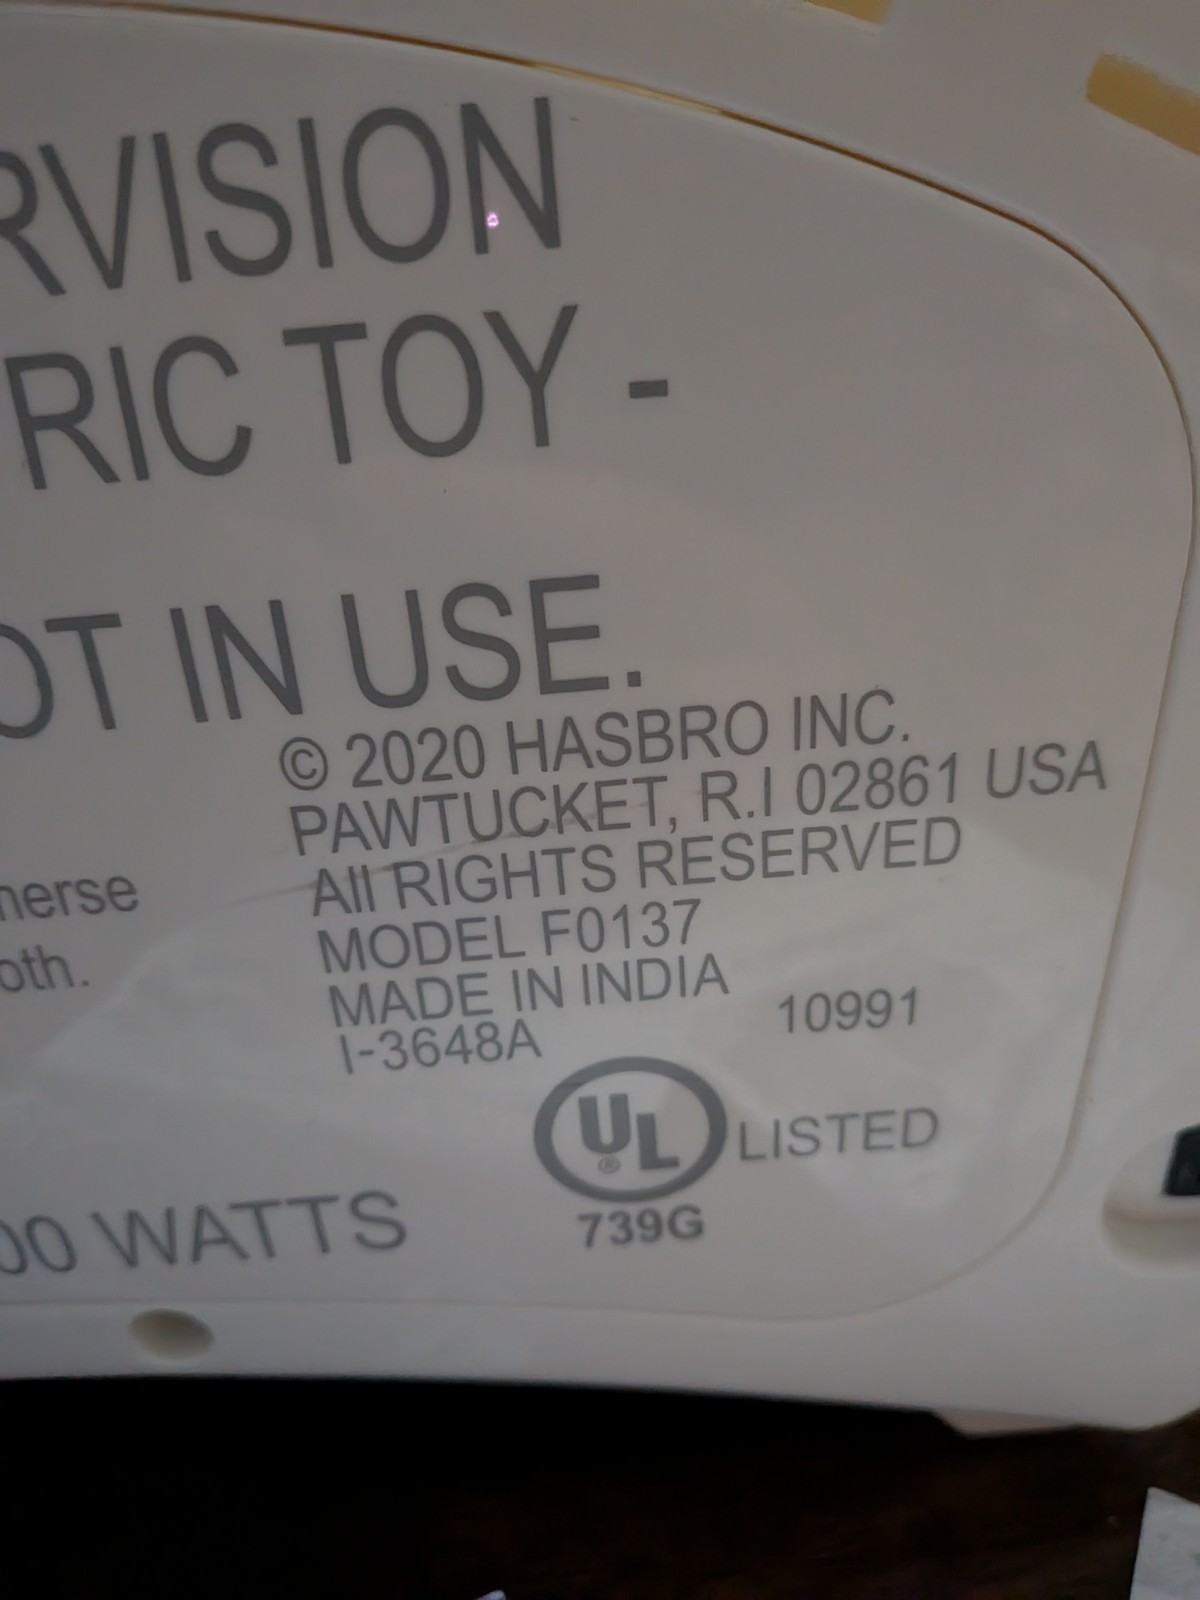 RVISION
RIC TOY -
OT IN USE.
© 2020 HASBRO INC.
PAWTUCKET, R.I 02861 USA
All RIGHTS RESERVED
merse
oth.
MODEL F0137
MADE IN INDIA
I-3648A
10991
UL®
LISTED
739G
00 WATTS